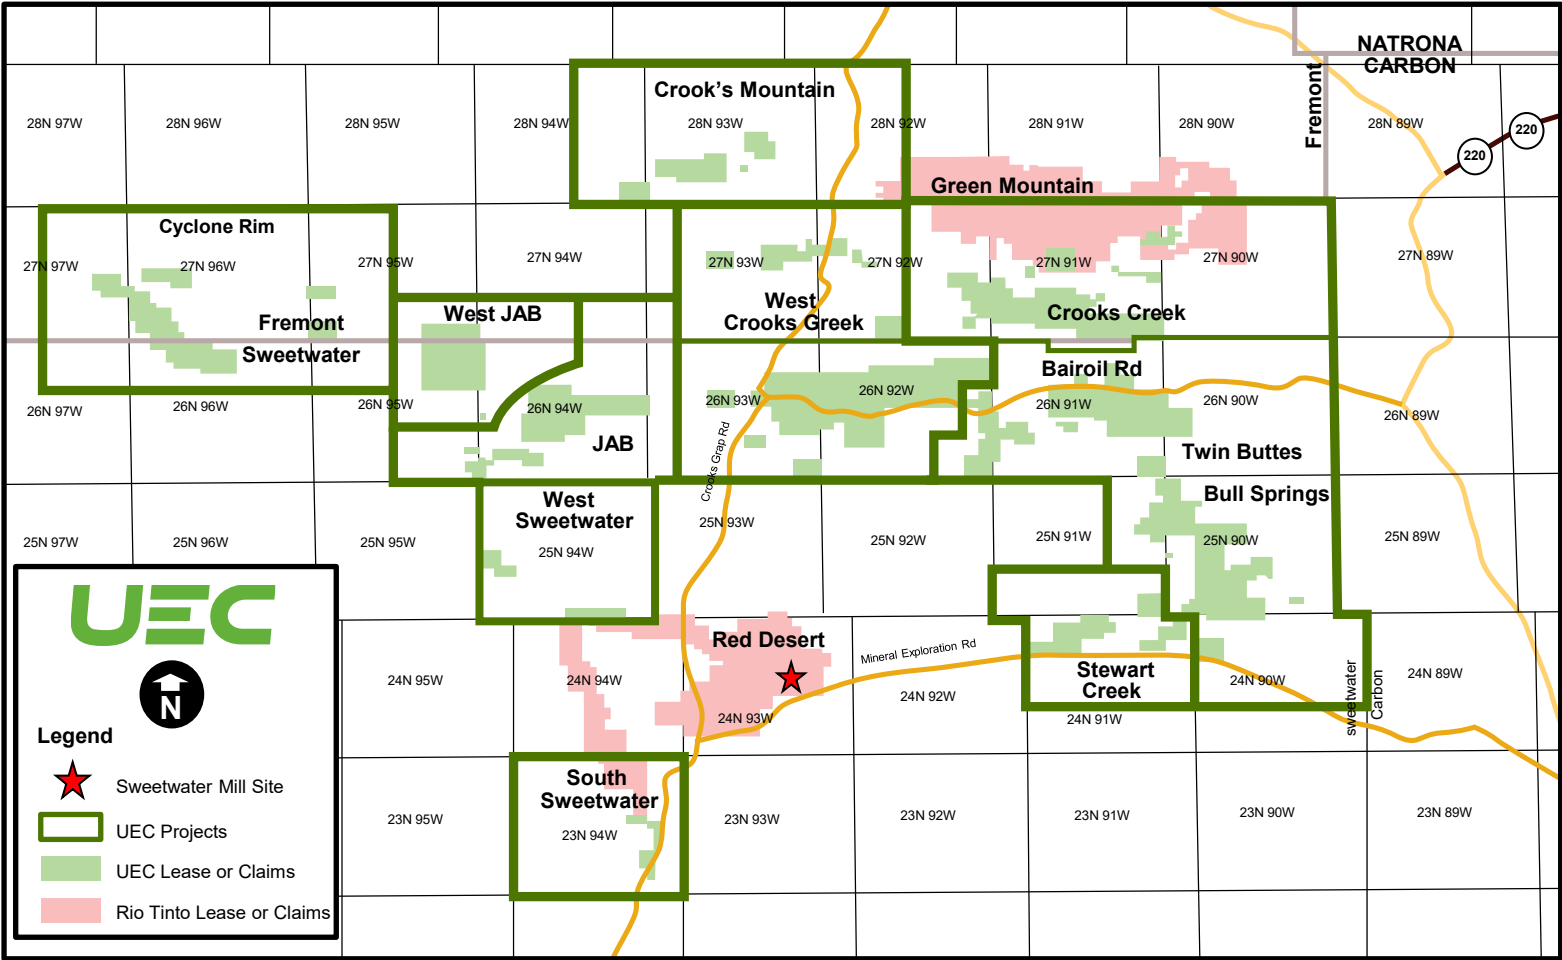 NATRONA
CARBON
Fremont
Crook's Mountain
28N 97W
28N 96W
28N 95W
28N 94W
28N 93W
28N 92W
28N 91W
28N 90W
28N 89W
220
220
Green Mountain
Cyclone Rim
27N 97W
27N 96W
27N 95W
27N 94W
27N 93W
27N 92W
27N 91W
27N 90W
27N 89W
West JAB
West
Crooks Greek
Crooks Creek
Fremont
Sweetwater
Bairoil Rd
26N 97W
26N 96W
26N 95W
26N 94W
26N 93W
26N 92W
26N 91W
26N 90W
26N 89W
JAB
Crooks Grap Rd
Twin Buttes
Bull Springs
West
Sweetwater
25N 97W
25N 96W
25N 95W
25N 94W
25N 93W
25N 92W
25N 91W
25N 90W
25N 89W
Red Desert
Mineral Exploration Rd
Stewart
Creek
sweetwater
Carbon
24N 95W
24N 94W
24N 93W
24N 92W
24N 91W
24N 90W
24N 89W
South
Sweetwater
23N 95W
23N 94W
23N 93W
23N 92W
23N 91W
23N 90W
23N 89W
UEC
N
Legend
Sweetwater Mill Site
UEC Projects
UEC Lease or Claims
Rio Tinto Lease or Claims